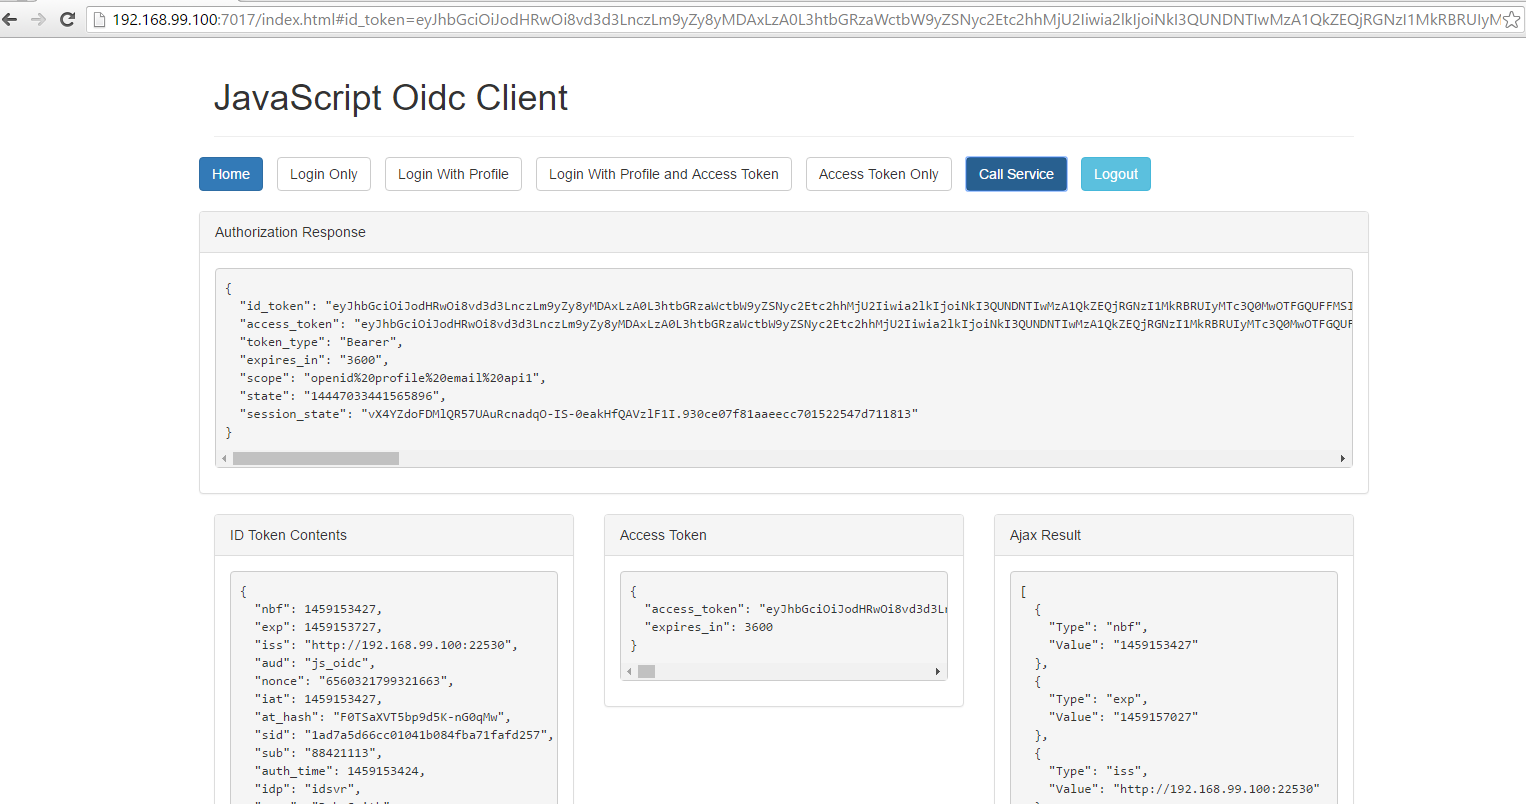 192.168.99.100:7017/index.html#id_token=eyJhbGciOiJodHRwOi8vd3d3LnczLm9yZy8yMDAxLzA0L3htbGRzaWctbW9yZSNyc2Etc2hhMjU2Iiwia2lkIjoiNkI3QUNDNTIwMzA1QkZEQjRGNzI1MkRBRUIyM
JavaScript Oidc Client
Home Login Only Login With Profile Login With Profile and Access Token Access Token Only Call Service Logout
Authorization Response
{
"id_token": "eyJhbGciOiJodHRwOi8vd3d3LnczLm9yZy8yMDAxLzA0L3htbGRzaWctbW9yZSNyc2Etc2hhMjU2Iiwia2lkIjoiNkI3QUNDNTIwMzA1QkZEQjRGNzI1MkRBRUIyMTc3Q0MwOTFGQUFFMSI
"access_token": "eyJhbGciOiJodHRwOi8vd3d3LnczLm9yZy8yMDAxLzA0L3htbGRzaWctbW9yZSNyc2Etc2hhMjU2Iiwia2lkIjoiNkI3QUNDNTIwMzA1QkZEQjRGNzI1MkRBRUIyMTc3Q0MwOTFGQUF
"token_type": "Bearer",
"expires_in": "3600",
"scope": "openid%20profile%20email%20api1",
"state": "14447033441565896",
"session_state": "vX4YZdoFDMlQR57UAuRcnadqO-IS-0eakHfQAVzlF1I.930ce07f81aaeecc701522547d711813"
}
ID Token Contents
{
"nbf": 1459153427,
"exp": 1459153727,
"iss": "http://192.168.99.100:22530",
"aud": "js_oidc",
"nonce": "6560321799321663",
"iat": 1459153427,
"at_hash": "F0TSaXVT5bp9d5K-nG0qMw",
"sid": "1ad7a5d66cc01041b084fba71fafd257",
"sub": "88421113",
"auth_time": 1459153424,
"idp": "idsvr",
Access Token
{
"access_token": "eyJhbGciOiJodHRwOi8vd3d3Ln
"expires_in": 3600
}
Ajax Result
[
{
"Type": "nbf",
"Value": "1459153427"
},
{
"Type": "exp",
"Value": "1459157027"
},
{
"Type": "iss",
"Value": "http://192.168.99.100:22530"